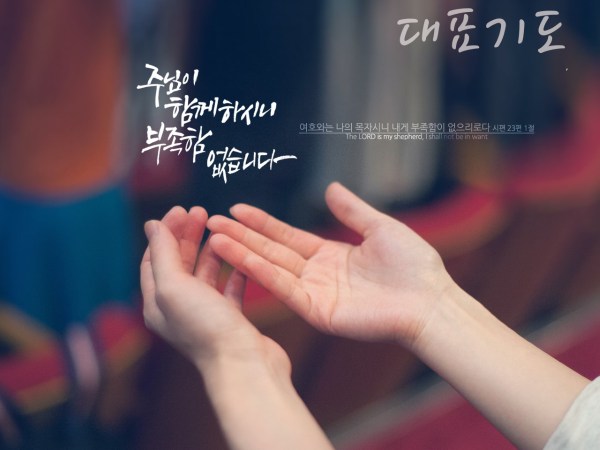 대표기도
주님이
함께하시니
부족함
없습니다
여호와는 나의 목자시니 내게 부족함이 없으리로다 시편 23편 1절
The LORD is my shepherd, I shall not be in want